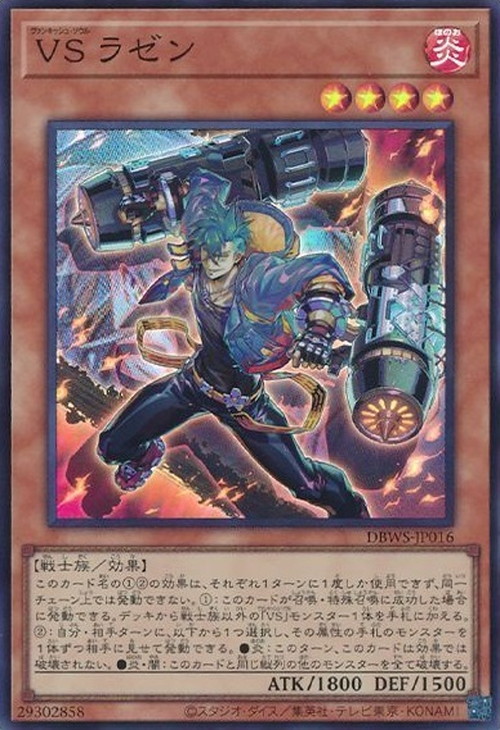 ヴァンキッシュ・ソウル
VS ラゼン
ほのお
炎
DBWS-JP016
【戦士族／効果】
このカード名の①②の効果は、それぞれ1ターンに1度しか使用できず、同一
チェーン上では発動できない。①：このカードが召喚・特殊召喚に成功した場合
に発動できる。デッキから戦士族以外の「VS」モンスター1体を手札に加える。
②：自分・相手ターンに、以下から1つ選択し、その属性の手札のモンスターを
1体ずつ相手に見せて発動できる。●炎：このターン、このカードは効果では
破壊されない。●炎・闇：このカードと同じ縦列の他のモンスターを全て破壊する。
ATK/1800 DEF/1500
29302858
©スタジオ・ダイス／集英社・テレビ東京・KONAMI